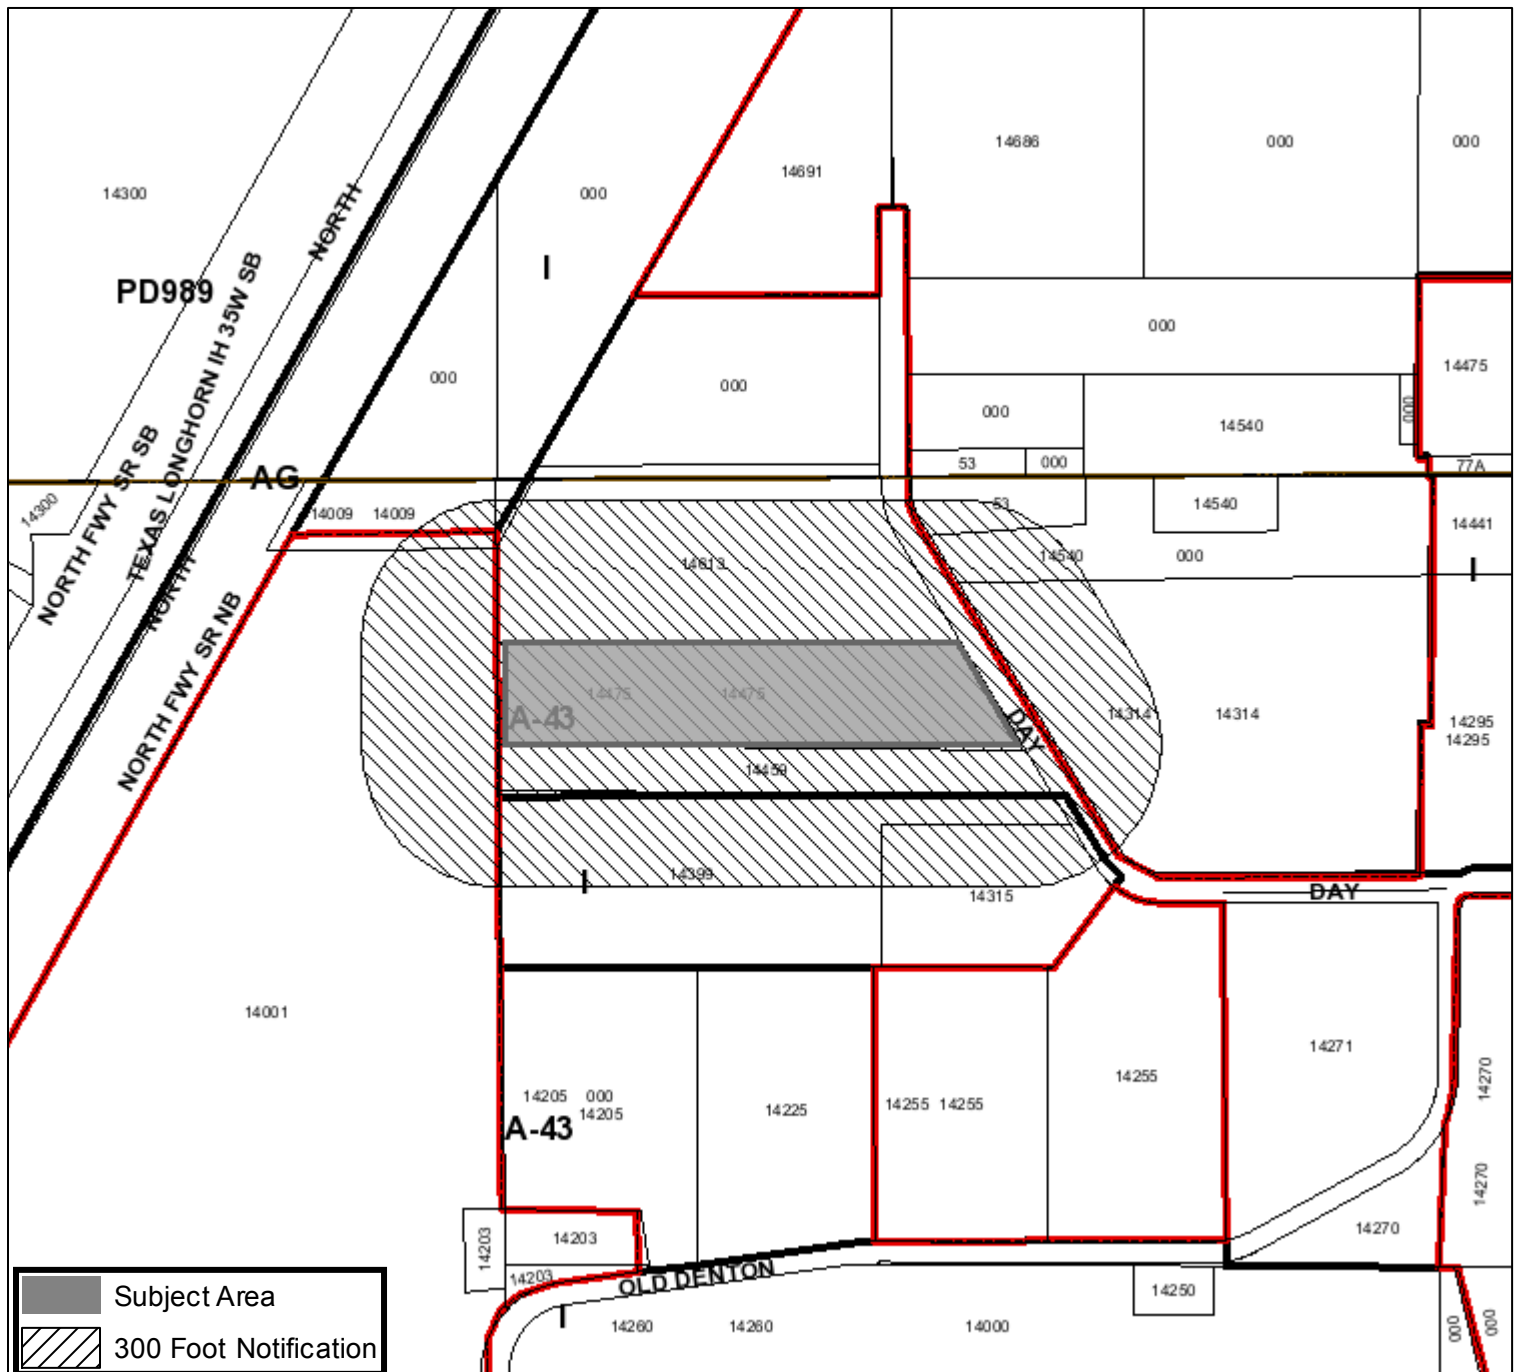 14686
000
000
14691
14300
000
NORTH
I
PD989
TEXAS LONGHORN IH 35W SB
000
14475
000
000
000
000
14540
53
000
77A
NORTH FWY SR SB
AG
14300
14009
14009
53
14540
14441
14613
14540
000
I
NORTH
NORTH FWY SR NB
14475
14475
A-43
DAY
14314
14314
14295
14295
14459
14399
I
14315
DAY
14001
14271
14255
14270
14205
000
14205
14225
14255
14255
A-43
14270
14203
14203
14270
14203
OLD DENTON
14250
Subject Area
I
14260
14260
14000
000
000
300 Foot Notification